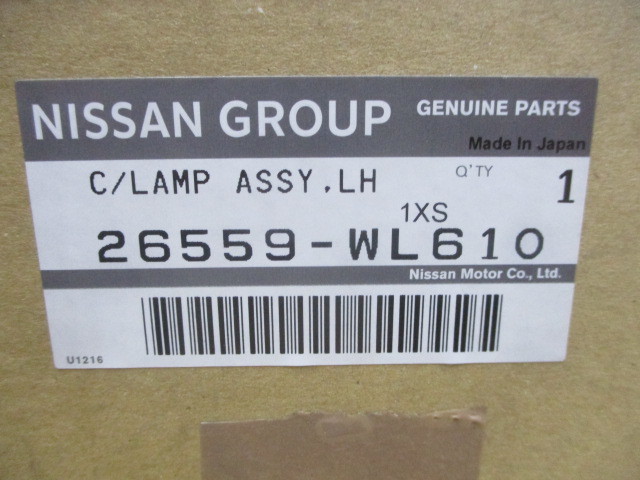 NISSAN GROUP GENUINE PARTS
Made In Japan
C/LAMP ASSY,LH Q'TY 1
1XS
26559-WL610
Nissan Motor Co., Ltd.
U1216